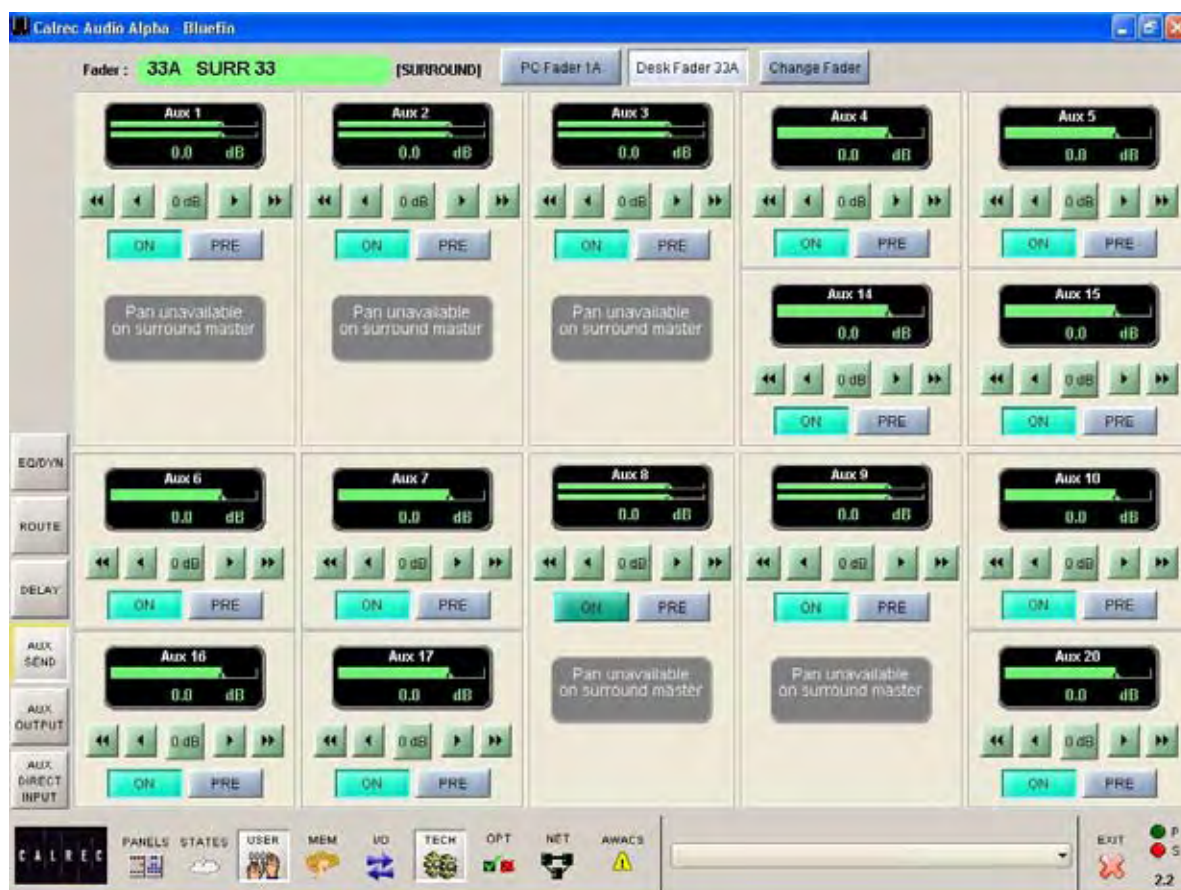 Calrec Audio Alpha - Bluefin
Fader : 33A SURR 33 [SURROUND] PC Fader 1A Desk Fader 33A Change Fader
Aux 1 Aux 2 Aux 3 Aux 4 Aux 5
0.0 dB 0.0 dB 0.0 dB 0.0 dB 0.0 dB
0 dB 0 dB 0 dB 0 dB 0 dB
ON PRE ON PRE ON PRE ON PRE ON PRE
Pan unavailable on surround master
Pan unavailable on surround master
Pan unavailable on surround master
Aux 14 Aux 15
0.0 dB 0.0 dB
0 dB 0 dB
ON PRE ON PRE
EQ/DYN
ROUTE
DELAY
AUX SEND
AUX OUTPUT
AUX DIRECT INPUT
Aux 6 Aux 7 Aux 8 Aux 9 Aux 10
0.0 dB 0.0 dB 0.0 dB 0.0 dB 0.0 dB
0 dB 0 dB 0 dB 0 dB 0 dB
ON PRE ON PRE ON PRE ON PRE ON PRE
Aux 16 Aux 17
Pan unavailable on surround master
Pan unavailable on surround master
Aux 20
0.0 dB 0.0 dB 0.0 dB
0 dB 0 dB 0 dB
ON PRE ON PRE ON PRE
CALREC PANELS STATES USER MEM I/O TECH OPT NET AWACS EXIT P
S
2.2